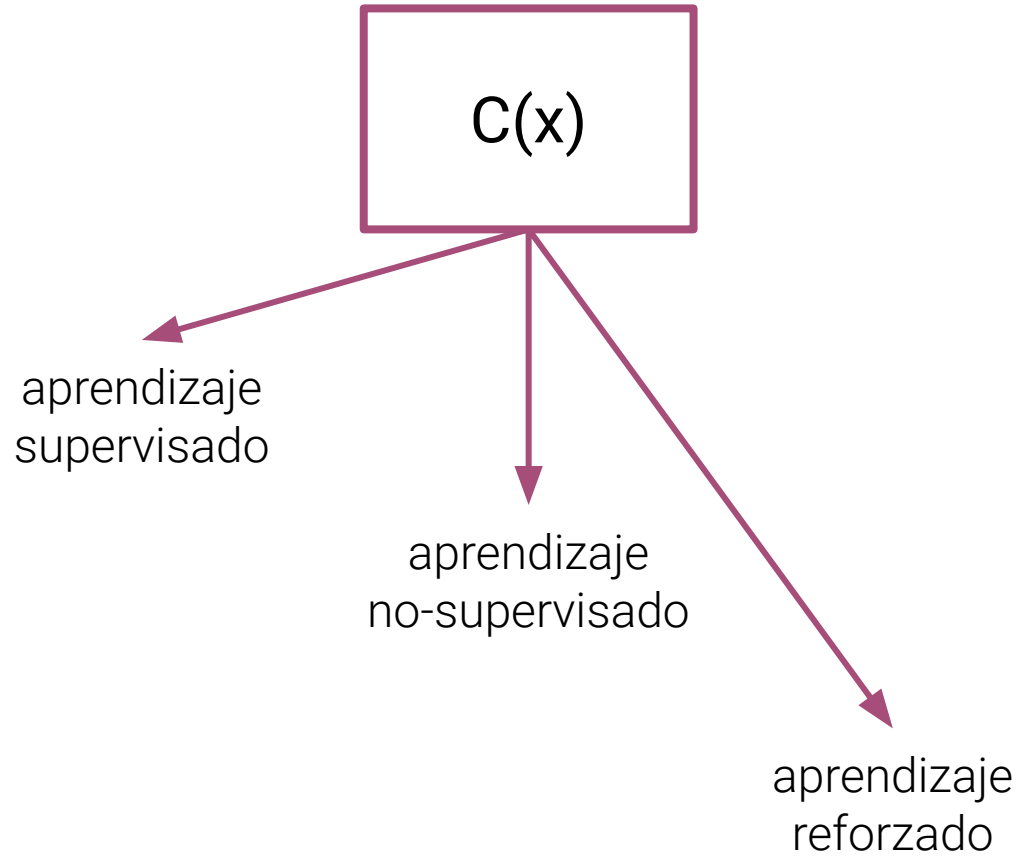 C(x)
aprendizaje
supervisado
aprendizaje
no-supervisado
aprendizaje
reforzado